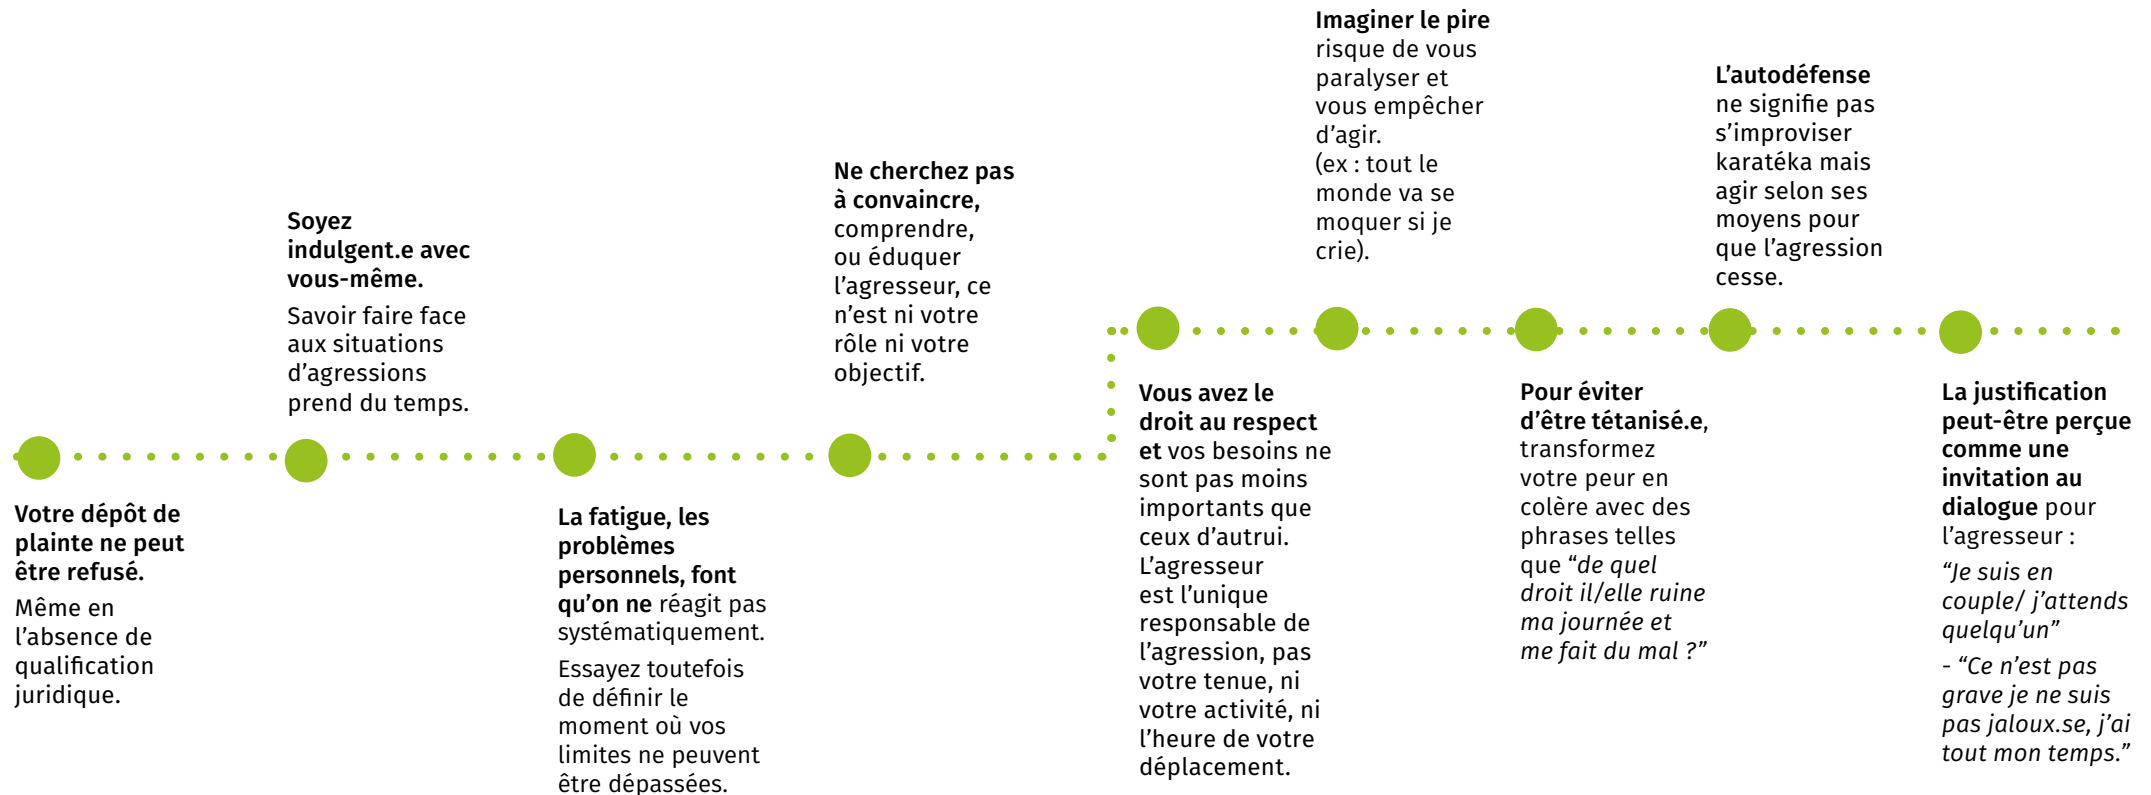 Votre dépôt de
plainte ne peut
être refusé.
Même en
l’absence de
qualification
juridique.
Soyez
indulgent.e avec
vous-même.
Savoir faire face
aux situations
d’agressions
prend du temps.
La fatigue, les
problèmes
personnels, font
qu’on ne réagit pas
systématiquement.
Essayez toutefois
de définir le
moment où vos
limites ne peuvent
être dépassées.
Ne cherchez pas
à convaincre,
comprendre,
ou éduquer
l’agresseur, ce
n’est ni votre
rôle ni votre
objectif.
Vous avez le
droit au respect
et vos besoins ne
sont pas moins
importants que
ceux d’autrui.
L’agresseur
est l’unique
responsable de
l’agression, pas
votre tenue, ni
votre activité, ni
l’heure de votre
déplacement.
Imaginer le pire
risque de vous
paralyser et
vous empêcher
d’agir.
(ex : tout le
monde va se
moquer si je
crie).
Pour éviter
d’être tétanisé.e,
transformez
votre peur en
colère avec des
phrases telles
que “de quel
droit il/elle ruine
ma journée et
me fait du mal ?”
L’autodéfense
ne signifie pas
s’improviser
karatéka mais
agir selon ses
moyens pour
que l’agression
cesse.
La justification
peut-être perçue
comme une
invitation au
dialogue pour
l’agresseur :
“Je suis en
couple/ j’attends
quelqu’un”
- “Ce n’est pas
grave je ne suis
pas jaloux.se, j’ai
tout mon temps.”